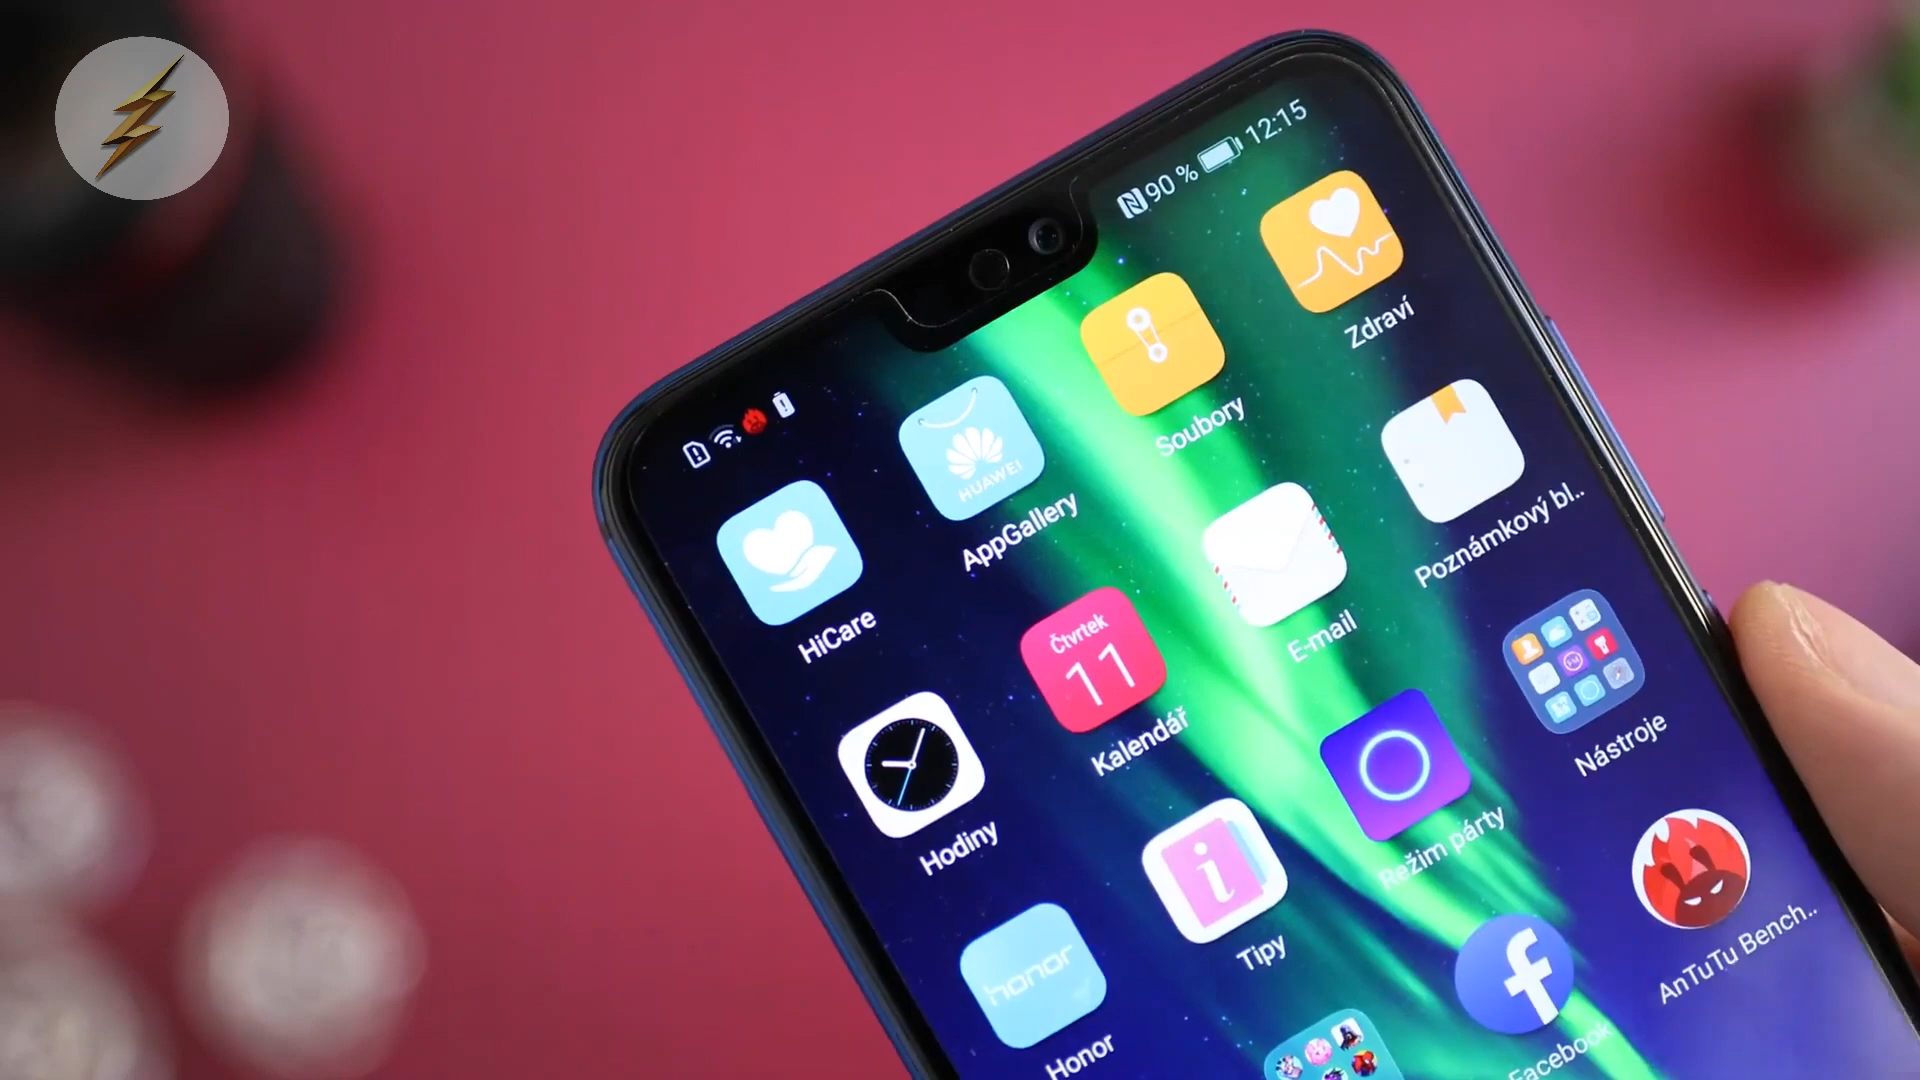 90 % 12:15
Zdraví
Soubory
HUAWEI
AppGallery
HiCare
Poznámkový bl..
E-mail
Čtvrtek
11
Kalendář
Hodiny
Nástroje
Režim párty
i
Tipy
honor
Honor
AnTuTu Bench..
f
Facebook